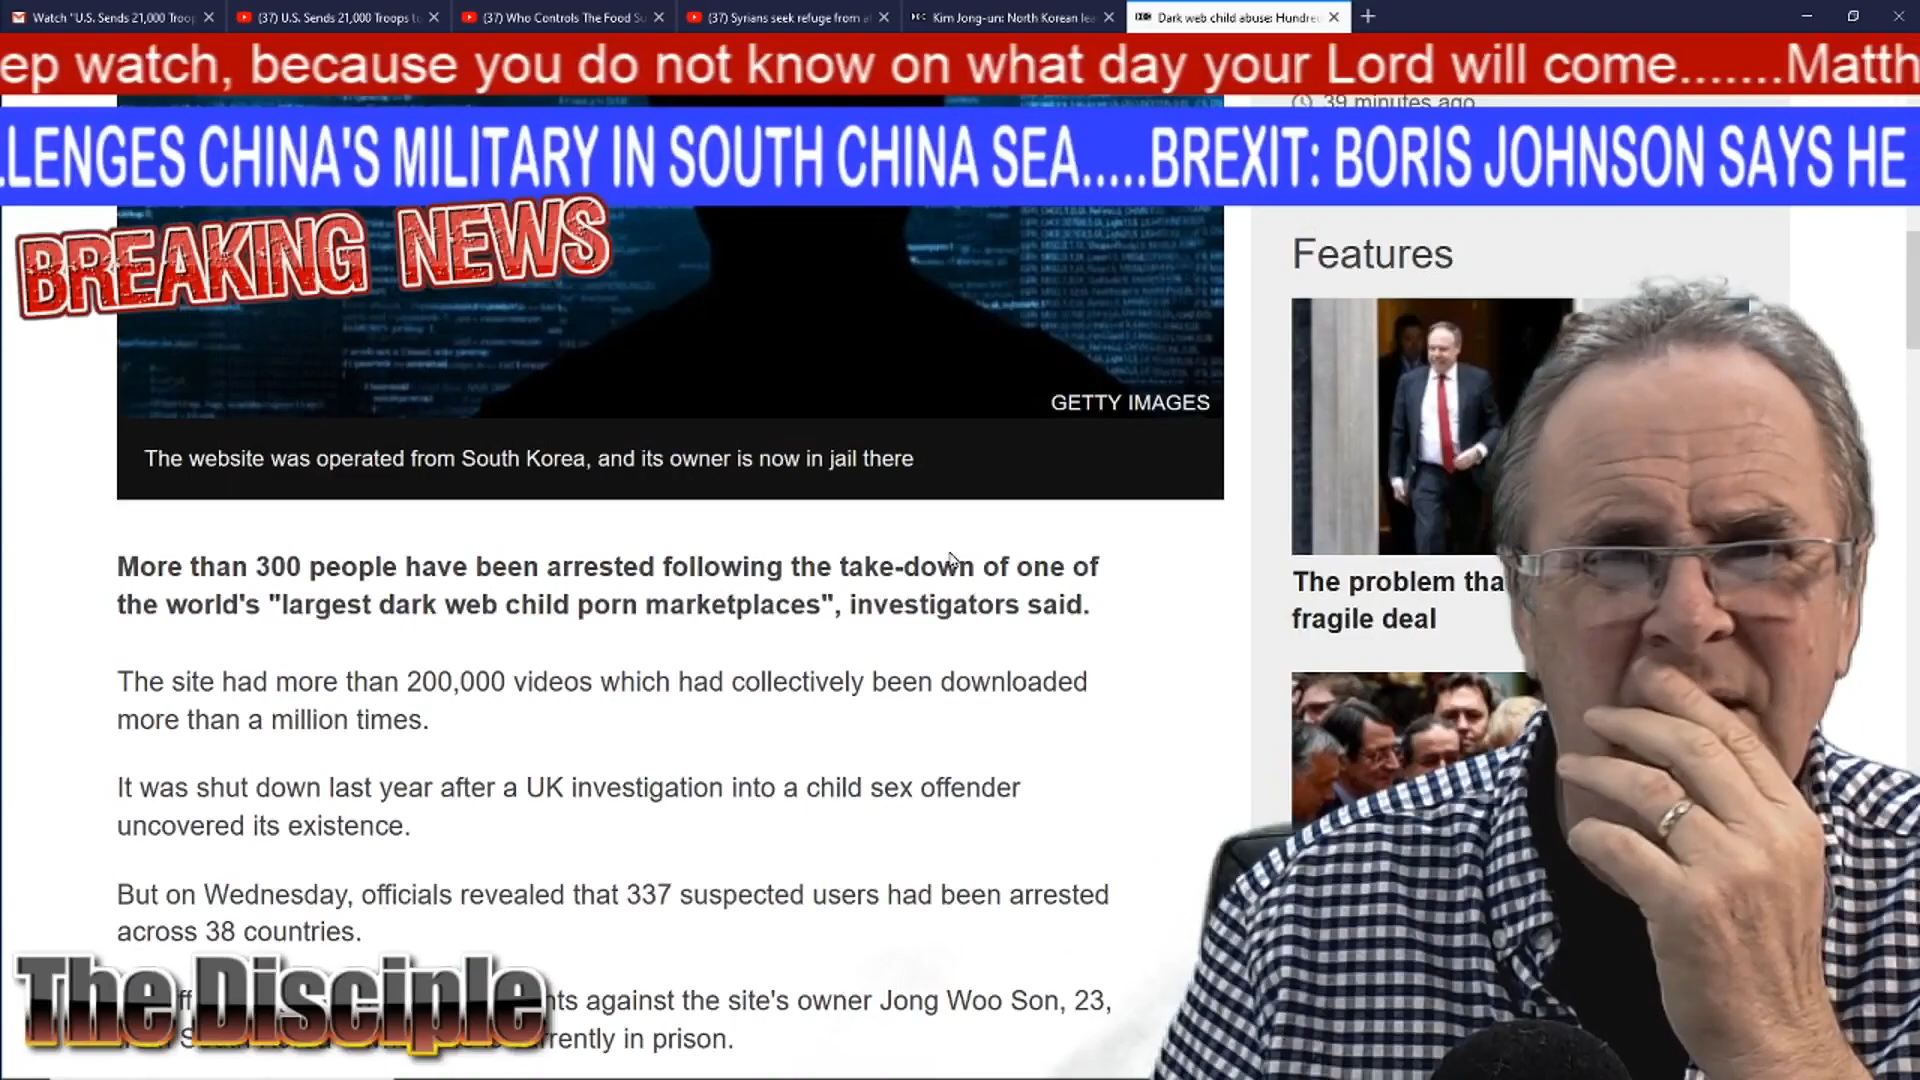 Watch "U.S. Sends 21,000 Troop
(37) U.S. Sends 21,000 Troops t
(37) Who Controls The Food Su
(37) Syrians seek refuge from a
Kim Jong-un: North Korean lea
Dark web child abuse: Hundre
ep watch, because you do not know on what day your Lord will come.......Matth
39 minutes ago
LENGES CHINA'S MILITARY IN SOUTH CHINA SEA.....BREXIT: BORIS JOHNSON SAYS HE
BREAKING NEWS
Features
GETTY IMAGES
The website was operated from South Korea, and its owner is now in jail there
More than 300 people have been arrested following the take-down of one of
the world's "largest dark web child porn marketplaces", investigators said.
The problem tha
fragile deal
The site had more than 200,000 videos which had collectively been downloaded
more than a million times.
It was shut down last year after a UK investigation into a child sex offender
uncovered its existence.
But on Wednesday, officials revealed that 337 suspected users had been arrested
across 38 countries.
The Disciple
nts against the site's owner Jong Woo Son, 23,
rrently in prison.